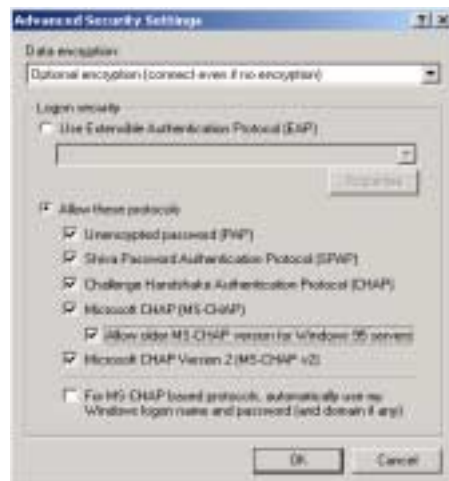 Advanced Security Settings
Data encryption:
Optional encryption (connect even if no encryption)
Logon security
Use Extensible Authentication Protocol (EAP)
Properties
Allow these protocols
Unencrypted password (PAP)
Shiva Password Authentication Protocol (SPAP)
Challenge Handshake Authentication Protocol (CHAP)
Microsoft CHAP (MS-CHAP)
Allow older MS-CHAP version for Windows 95 servers
Microsoft CHAP Version 2 (MS-CHAP v2)
For MS-CHAP based protocols, automatically use my
Windows logon name and password (and domain if any)
OK Cancel